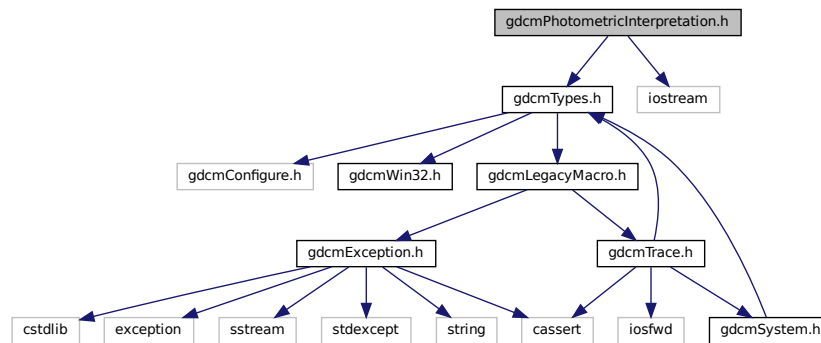 gdcmPhotometricInterpretation.h
gdcmTypes.h
iostream
gdcmConfigure.h
gdcmWin32.h
gdcmLegacyMacro.h
gdcmException.h
gdcmTrace.h
cstdlib
exception
sstream
stdexcept
string
cassert
iosfwd
gdcmSystem.h